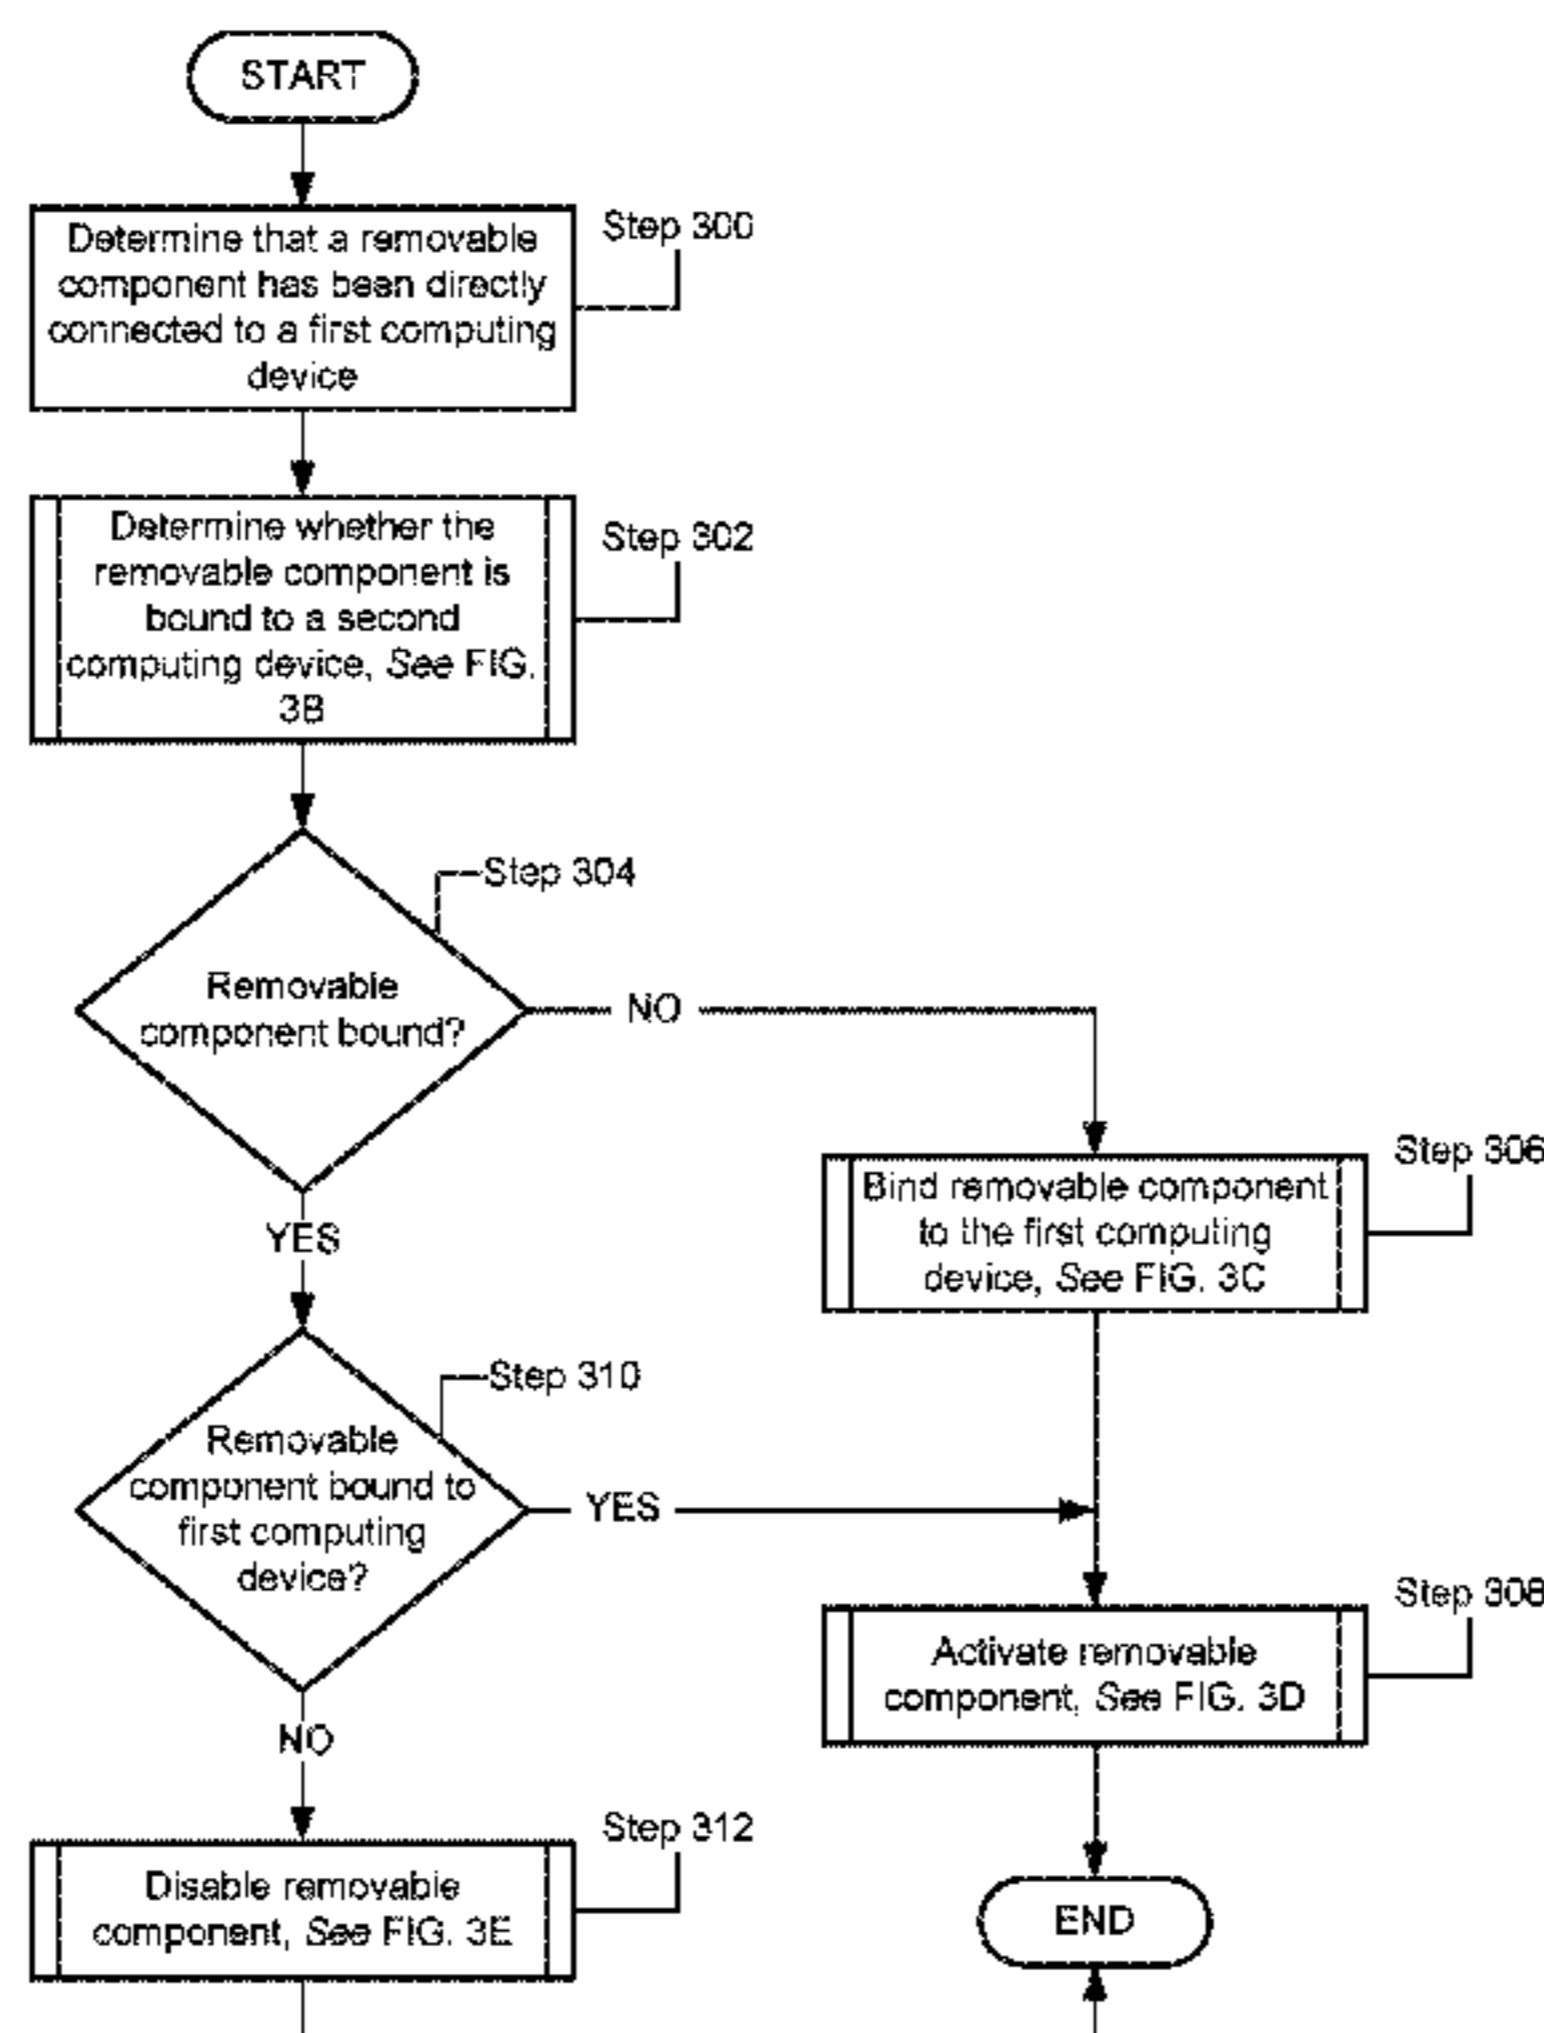 START
Determine that a removable
component has been directly
connected to a first computing
device
Step 300
Determine whether the
removable component is
bound to a second
computing device, See FIG.
3B
Step 302
Step 304
Removable
component bound?
NO
YES
Step 306
Bind removable component
to the first computing
device, See FIG. 3C
Step 310
Removable
component bound to
first computing
device?
YES
NO
Step 308
Activate removable
component, See FIG. 3D
Step 312
Disable removable
component, See FIG. 3E
END